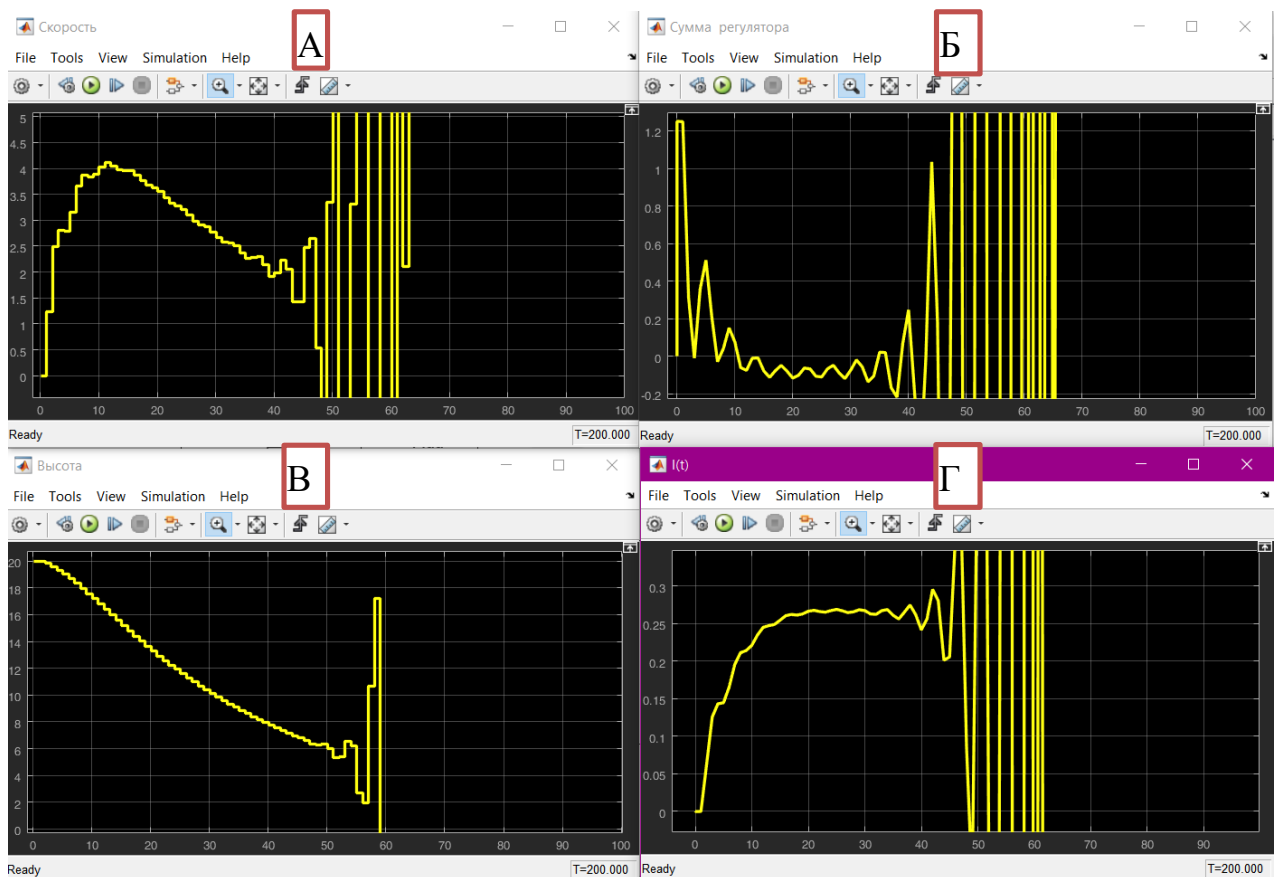 Скорость
А
File Tools View Simulation Help
5
4.5
4
3.5
3
2.5
2
1.5
1
0.5
0
0 10 20 30 40 50 60 70 80 90 100
Ready T=200.000
Сумма регулятора
Б
File Tools View Simulation Help
1.2
1
0.8
0.6
0.4
0.2
0
-0.2
0 10 20 30 40 50 60 70 80 90 100
Ready T=200.000
Высота
В
File Tools View Simulation Help
20
18
16
14
12
10
8
6
4
2
0
0 10 20 30 40 50 60 70 80 90 100
Ready T=200.000
I(t)
Г
File Tools View Simulation Help
0.3
0.25
0.2
0.15
0.1
0.05
0
0 10 20 30 40 50 60 70 80 90
Ready T=200.000